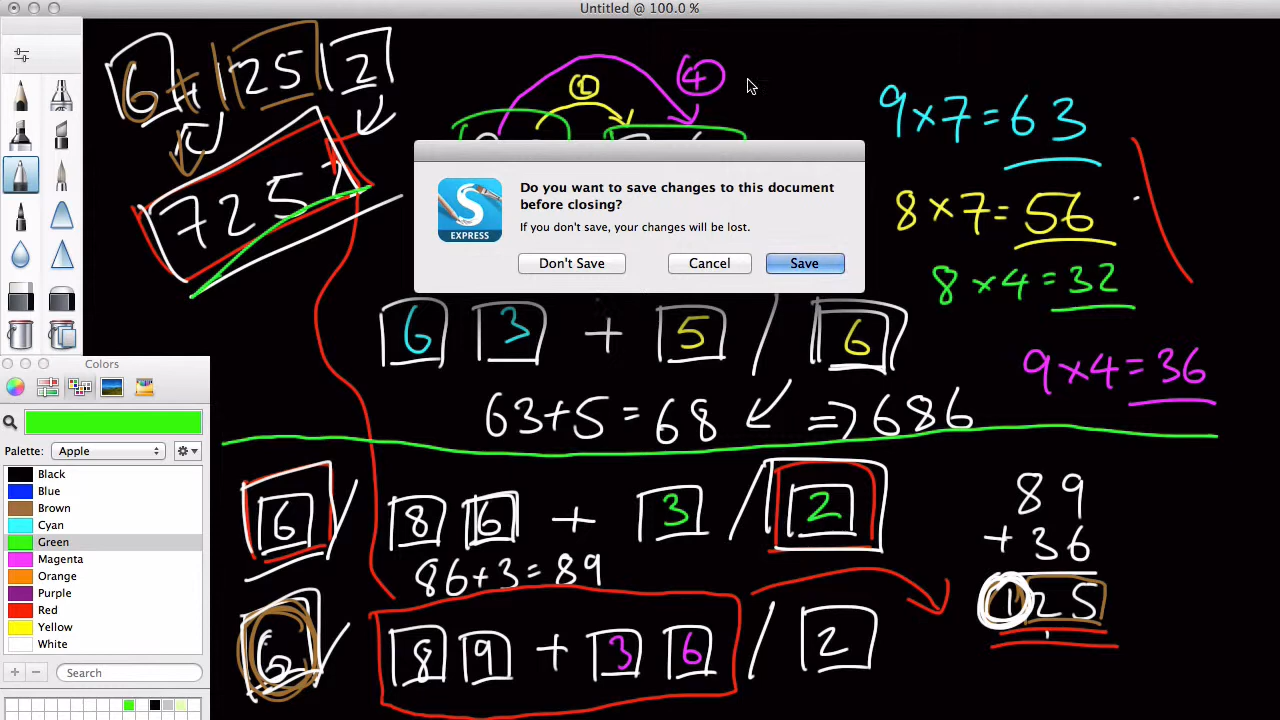 Untitled @ 100.0 %
6+125|2
7252
4
9×7=63
8×7=56
8×4=32
9×4=36
Do you want to save changes to this document
before closing?
If you don't save, your changes will be lost.
EXPRESS
Don't Save
Cancel
Save
6 3 + 5 / 6
63+5=68 ✓ => 686
6 / 8 6 + 3 / 2
86+3=89
6 / 8 9 + 3 6 / 2
89
+ 36
125
Colors
Palette:
Apple
Black
Blue
Brown
Cyan
Green
Magenta
Orange
Purple
Red
Yellow
White
Search